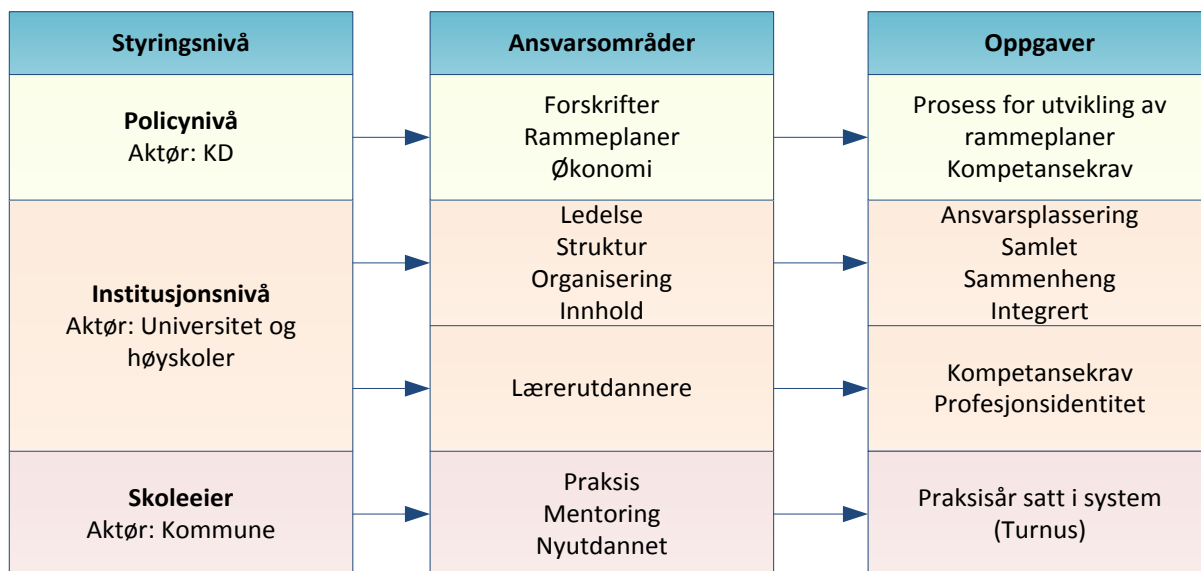 Styringsnivå
Ansvarsområder
Oppgaver
Policynivå
Aktør: KD
Forskrifter
Rammeplaner
Økonomi
Prosess for utvikling av
rammeplaner
Kompetansekrav
Institusjonsnivå
Aktør: Universitet og
høyskoler
Ledelse
Struktur
Organisering
Innhold
Ansvarsplassering
Samlet
Sammenheng
Integrert
Lærerutdannere
Kompetansekrav
Profesjonsidentitet
Skoleeier
Aktør: Kommune
Praksis
Mentoring
Nyutdannet
Praksisår satt i system
(Turnus)